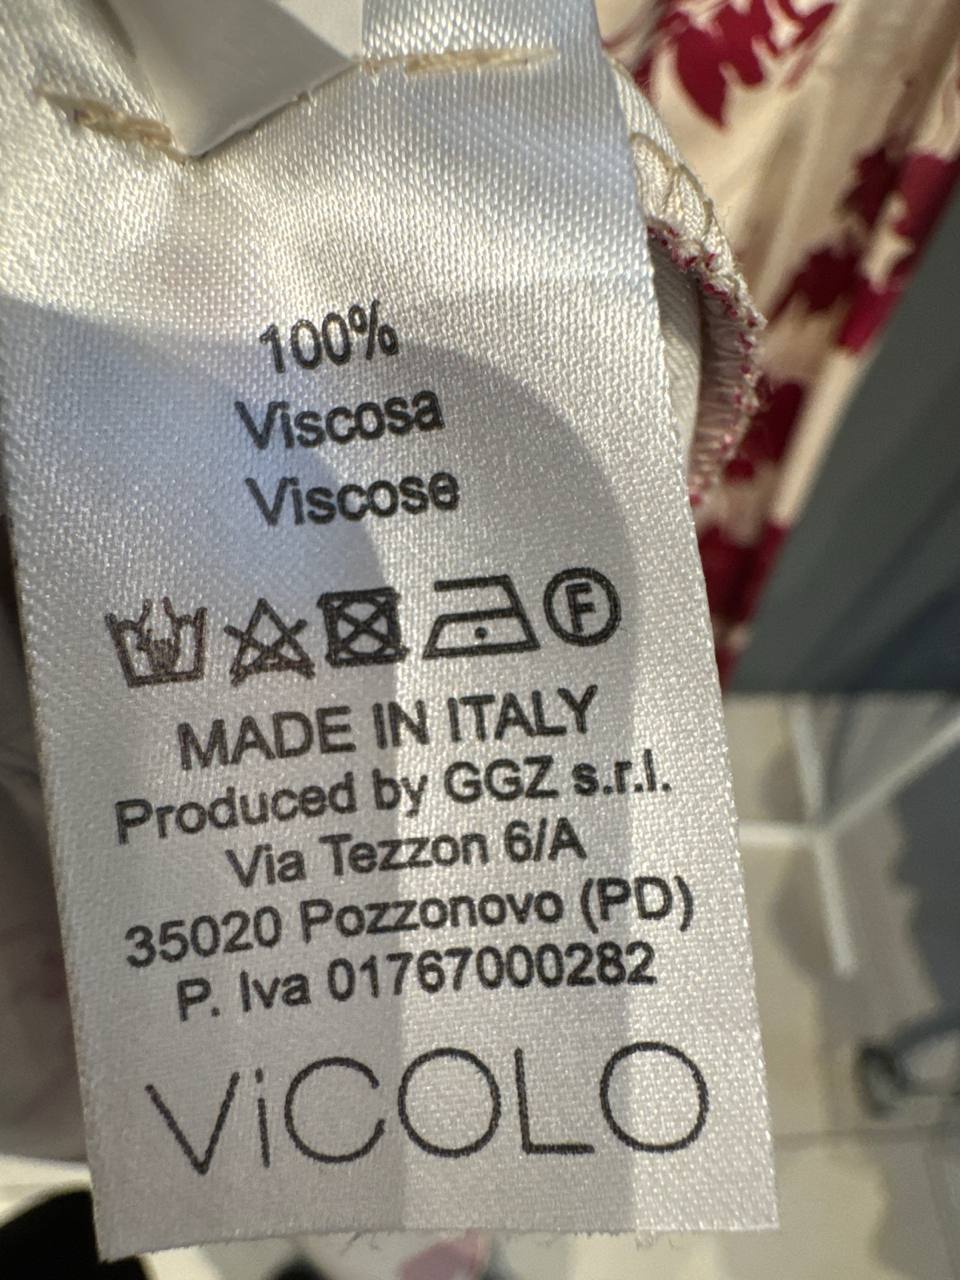 100%
Viscosa
Viscose
F
MADE IN ITALY
Produced by GGZ s.r.l.
Via Tezzon 6/A
35020 Pozzonovo (PD)
P. Iva 01767000282
ViCOLO